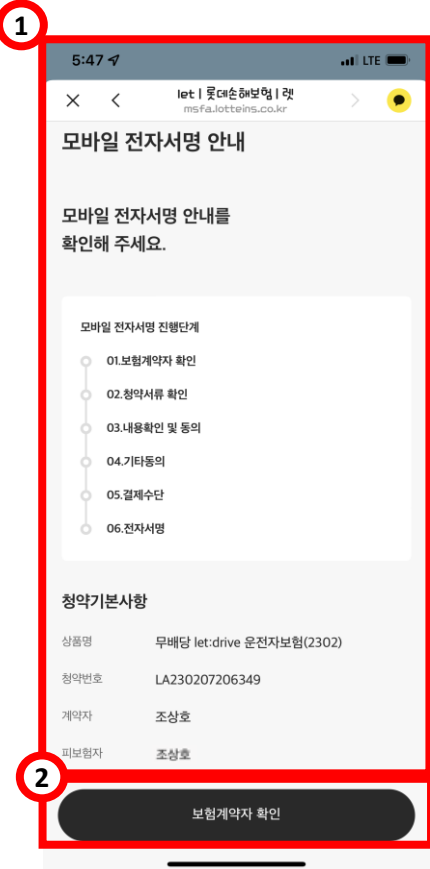 1
5:47
LTE
let | 롯데손해보험 | 렛
msfa.lotteins.co.kr
모바일 전자서명 안내
모바일 전자서명 안내를
확인해 주세요.
모바일 전자서명 진행단계
01.보험계약자 확인
02.청약서류 확인
03.내용확인 및 동의
04.기타동의
05.결제수단
06.전자서명
청약기본사항
상품명 무배당 let:drive 운전자보험(2302)
청약번호 LA230207206349
계약자 조상호
피보험자 조상호
2
보험계약자 확인